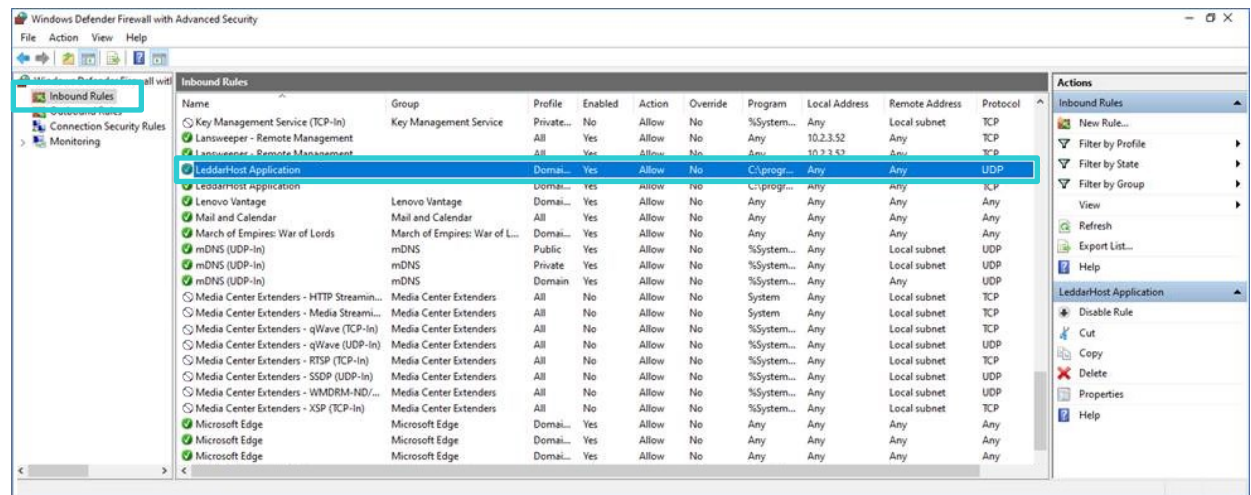 Windows Defender Firewall with Advanced Security
File Action View Help
Inbound Rules
Connection Security Rules
Monitoring
Inbound Rules
Name Group Profile Enabled Action Override Program Local Address Remote Address Protocol
Key Management Service (TCP-In) Key Management Service Private... No Allow No %System... Any Local subnet TCP
Lansweeper - Remote Management All Yes Allow No Any 10.2.3.52 Any TCP
Lansweeper - Remote Management All Yes Allow No Any 10.2.3.52 Any TCP
LeddarHost Application Domai... Yes Allow No C:\progr... Any Any UDP
LeddarHost Application Domai... Yes Allow No C:\progr... Any Any TCP
Lenovo Vantage Lenovo Vantage Domai... Yes Allow No Any Any Any Any
Mail and Calendar Mail and Calendar All Yes Allow No Any Any Any Any
March of Empires: War of Lords March of Empires: War of L... Domai... Yes Allow No Any Any Any Any
mDNS (UDP-In) mDNS Public Yes Allow No %System... Any Local subnet UDP
mDNS (UDP-In) mDNS Private Yes Allow No %System... Any Local subnet UDP
mDNS (UDP-In) mDNS Domain Yes Allow No %System... Any Any UDP
Media Center Extenders - HTTP Streamin... Media Center Extenders All No Allow No System Any Local subnet TCP
Media Center Extenders - Media Streami... Media Center Extenders All No Allow No System Any Local subnet TCP
Media Center Extenders - qWave (TCP-In) Media Center Extenders All No Allow No %System... Any Local subnet TCP
Media Center Extenders - qWave (UDP-In) Media Center Extenders All No Allow No %System... Any Local subnet UDP
Media Center Extenders - RTSP (TCP-In) Media Center Extenders All No Allow No %System... Any Local subnet TCP
Media Center Extenders - SSDP (UDP-In) Media Center Extenders All No Allow No %System... Any Local subnet UDP
Media Center Extenders - WMDRM-ND/... Media Center Extenders All No Allow No %System... Any Local subnet UDP
Media Center Extenders - XSP (TCP-In) Media Center Extenders All No Allow No %System... Any Local subnet TCP
Microsoft Edge Microsoft Edge Domai... Yes Allow No Any Any Any Any
Microsoft Edge Microsoft Edge Domai... Yes Allow No Any Any Any Any
Microsoft Edge Microsoft Edge Domai... Yes Allow No Any Any Any Any
Actions
Inbound Rules
New Rule...
Filter by Profile
Filter by State
Filter by Group
View
Refresh
Export List...
Help
LeddarHost Application
Disable Rule
Cut
Copy
Delete
Properties
Help